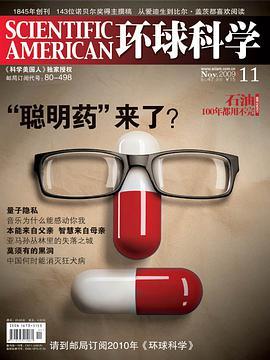 1845年创刊 143位诺贝尔奖得主撰稿 从爱迪生到比尔·盖茨都喜欢阅读
SCIENTIFIC
AMERICAN 环球科学
《科学美国人》独家授权
邮局订阅代号：80-498
Nov. 2009 11
石油
100年都用不完
“聪明药”来了？
量子隐私
音乐为什么能感动你我
本能来自父亲 智慧来自母亲
亚马孙丛林里的失落之城
莫须有的黑洞
中国何时能消灭狂犬病
请到邮局订阅2010年《环球科学》